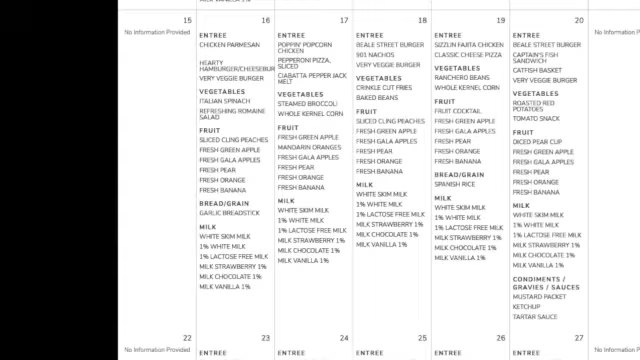 15
No Information Provided
16
ENTREE
CHICKEN PARMESAN
HEARTY
HAMBURGER/CHEESEBUR
VERY VEGGIE BURGER
VEGETABLES
ITALIAN SPINACH
REFRESHING ROMAINE
SALAD
FRUIT
SLICED CLING PEACHES
FRESH GREEN APPLE
FRESH GALA APPLES
FRESH PEAR
FRESH ORANGE
FRESH BANANA
BREAD/GRAIN
GARLIC BREADSTICK
MILK
WHITE SKIM MILK
1% WHITE MILK
1% LACTOSE FREE MILK
MILK STRAWBERRY 1%
MILK CHOCOLATE 1%
MILK VANILLA 1%
17
ENTREE
POPPIN' POPCORN
CHICKEN
PEPPERONI PIZZA,
SLICED
CIABATTA PEPPER JACK
MELT
VEGETABLES
STEAMED BROCCOLI
WHOLE KERNEL CORN
FRUIT
FRESH GREEN APPLE
MANDARIN ORANGES
FRESH GALA APPLES
FRESH PEAR
FRESH ORANGE
FRESH BANANA
MILK
WHITE SKIM MILK
1% WHITE MILK
1% LACTOSE FREE MILK
MILK STRAWBERRY 1%
MILK CHOCOLATE 1%
MILK VANILLA 1%
18
ENTREE
BEALE STREET BURGER
901 NACHOS
VERY VEGGIE BURGER
VEGETABLES
CRINKLE CUT FRIES
BAKED BEANS
FRUIT
SLICED CLING PEACHES
FRESH GREEN APPLE
FRESH GALA APPLES
FRESH PEAR
FRESH ORANGE
FRESH BANANA
MILK
WHITE SKIM MILK
1% WHITE MILK
1% LACTOSE FREE MILK
MILK STRAWBERRY 1%
MILK CHOCOLATE 1%
MILK VANILLA 1%
19
ENTREE
SIZZLIN FAJITA CHICKEN
CLASSIC CHEESE PIZZA
VEGETABLES
RANCHERO BEANS
WHOLE KERNEL CORN
FRUIT
FRUIT COCKTAIL
FRESH GREEN APPLE
FRESH GALA APPLES
FRESH PEAR
FRESH ORANGE
FRESH BANANA
BREAD/GRAIN
SPANISH RICE
MILK
WHITE SKIM MILK
1% WHITE MILK
1% LACTOSE FREE MILK
MILK STRAWBERRY 1%
MILK CHOCOLATE 1%
MILK VANILLA 1%
20
ENTREE
BEALE STREET BURGER
CAPTAIN'S FISH
SANDWICH
CATFISH BASKET
VERY VEGGIE BURGER
VEGETABLES
ROASTED RED
POTATOES
TOMATO SNACK
FRUIT
DICED PEAR CUP
FRESH GREEN APPLE
FRESH GALA APPLES
FRESH PEAR
FRESH ORANGE
FRESH BANANA
MILK
WHITE SKIM MILK
1% WHITE MILK
1% LACTOSE FREE MILK
MILK STRAWBERRY 1%
MILK CHOCOLATE 1%
MILK VANILLA 1%
CONDIMENTS /
GRAVIES / SAUCES
MUSTARD PACKET
KETCHUP
TARTAR SAUCE
No Information P
22
No Information Provided
23
ENTREE
24
ENTREE
25
ENTREE
26
ENTREE
27
ENTREE
No Information P